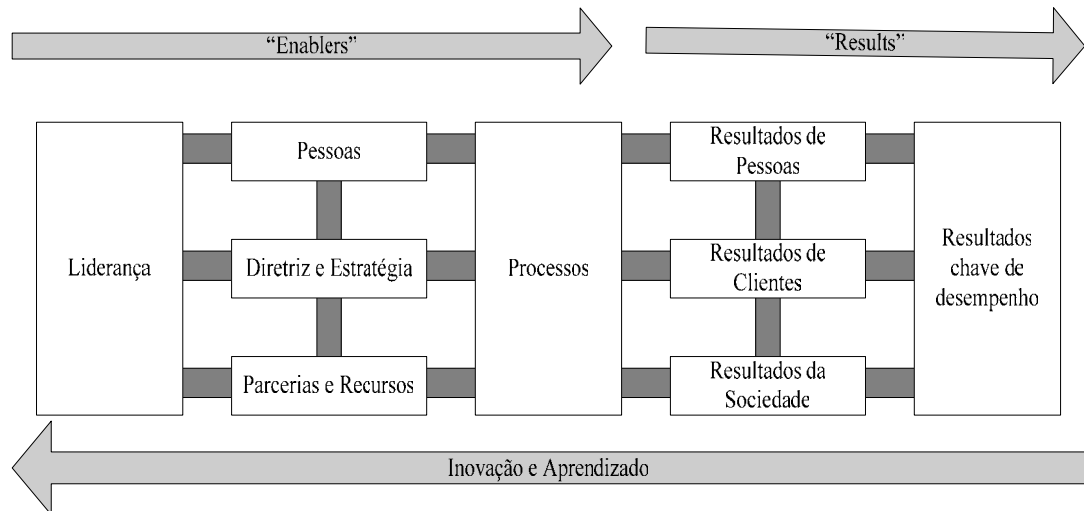 “Enablers”
“Results”
Liderança
Pessoas
Diretriz e Estratégia
Parcerias e Recursos
Processos
Resultados de
Pessoas
Resultados de
Clientes
Resultados da
Sociedade
Resultados
chave de
desempenho
Inovação e Aprendizado